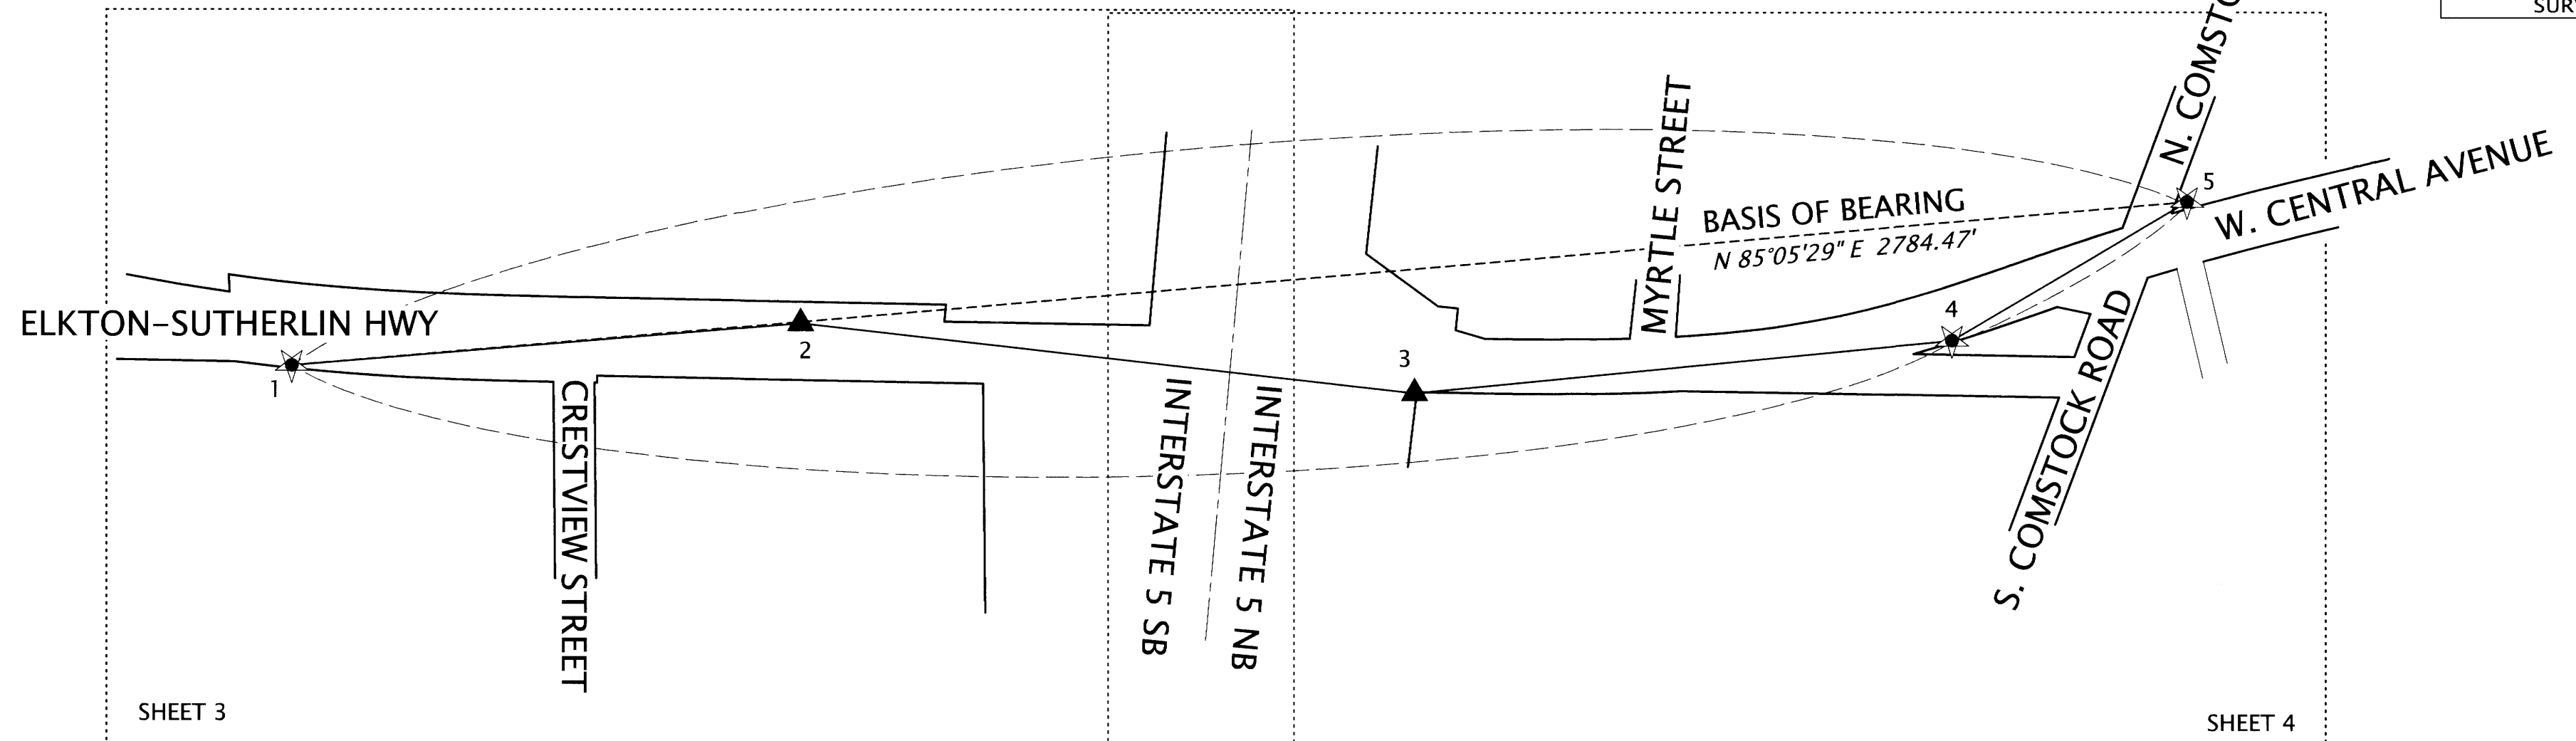 N. COMSTO
MYRTLE STREET
BASIS OF BEARING
N 85°05'29" E 2784.47'
5
W. CENTRAL AVENUE
ELKTON-SUTHERLIN HWY
1
2
3
4
CRESTVIEW STREET
INTERSTATE 5 SB
INTERSTATE 5 NB
S. COMSTOCK ROAD
SHEET 3
SHEET 4